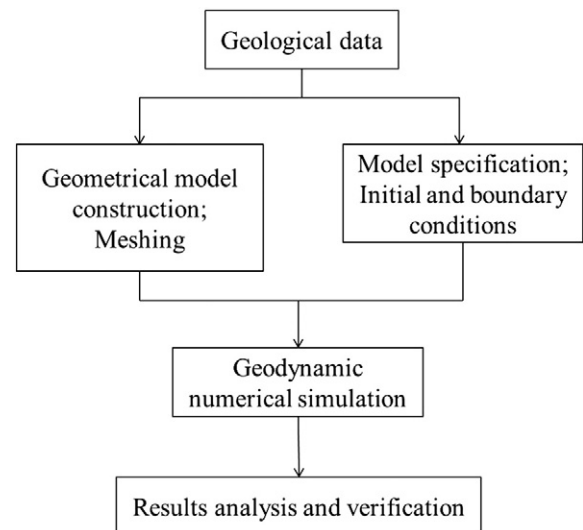 Geological data
Geometrical model
construction;
Meshing
Model specification;
Initial and boundary
conditions
Geodynamic
numerical simulation
Results analysis and verification